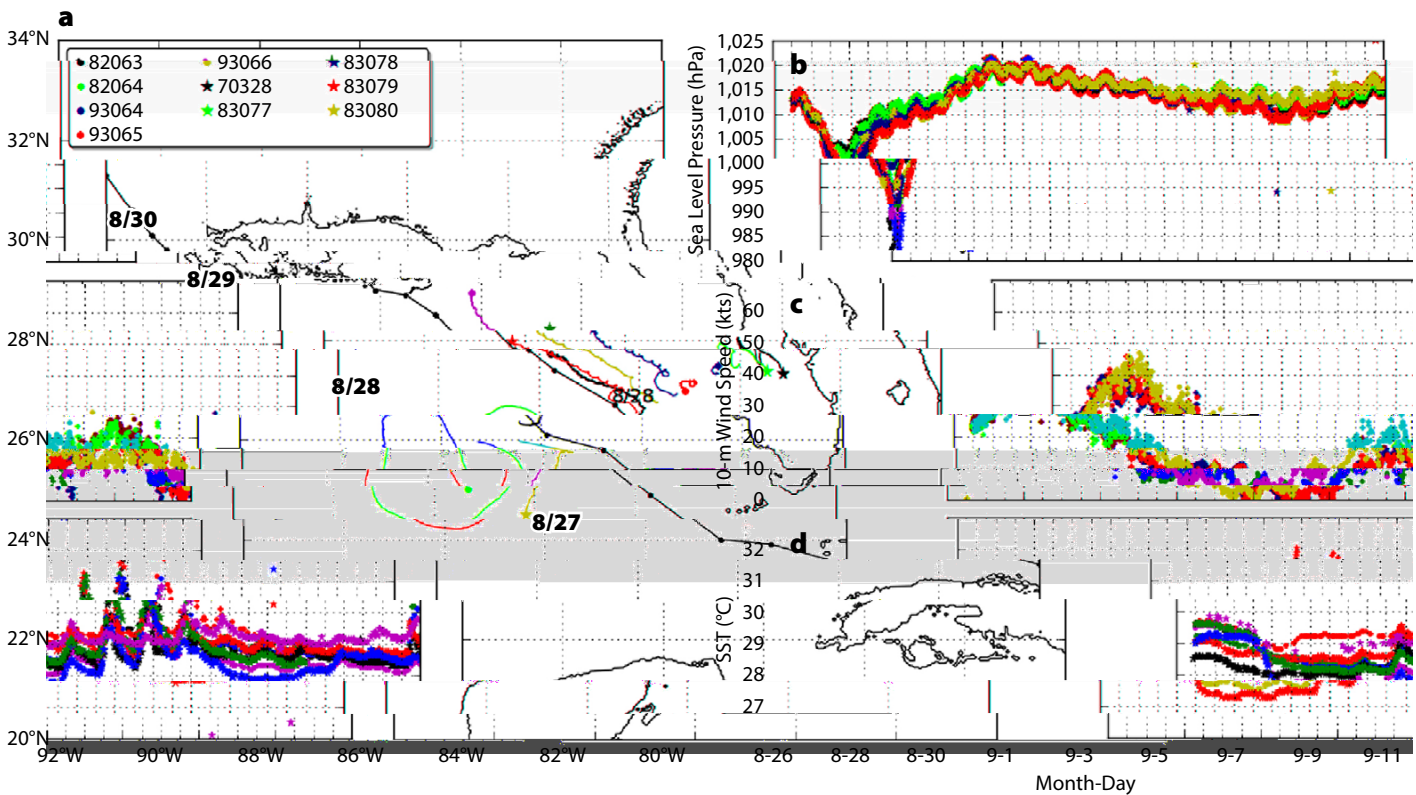 a
34°N
32°N
30°N
28°N
26°N
24°N
22°N
20°N
82063 93066 83078
82064 70328 83079
93064 83077 83080
93065
8/30
8/29
8/28
8/28
8/27
92°W 90°W 88°W 86°W 84°W 82°W 80°W
b
Sea Level Pressure (hPa)
1,025
1,020
1,015
1,010
1,005
1,000
995
990
985
980
c
10-m Wind Speed (kts)
60
50
40
30
20
10
0
d
SST (°C)
32
31
30
29
28
27
8-26 8-28 8-30 9-1 9-3 9-5 9-7 9-9 9-11
Month-Day